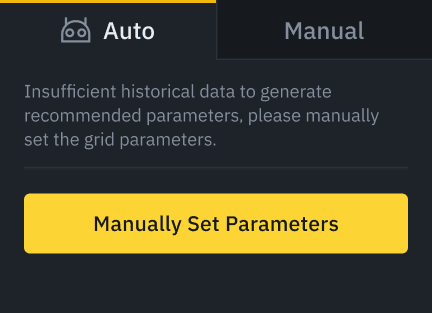 Auto
Manual
Insufficient historical data to generate
recommended parameters, please manually
set the grid parameters.
Manually Set Parameters